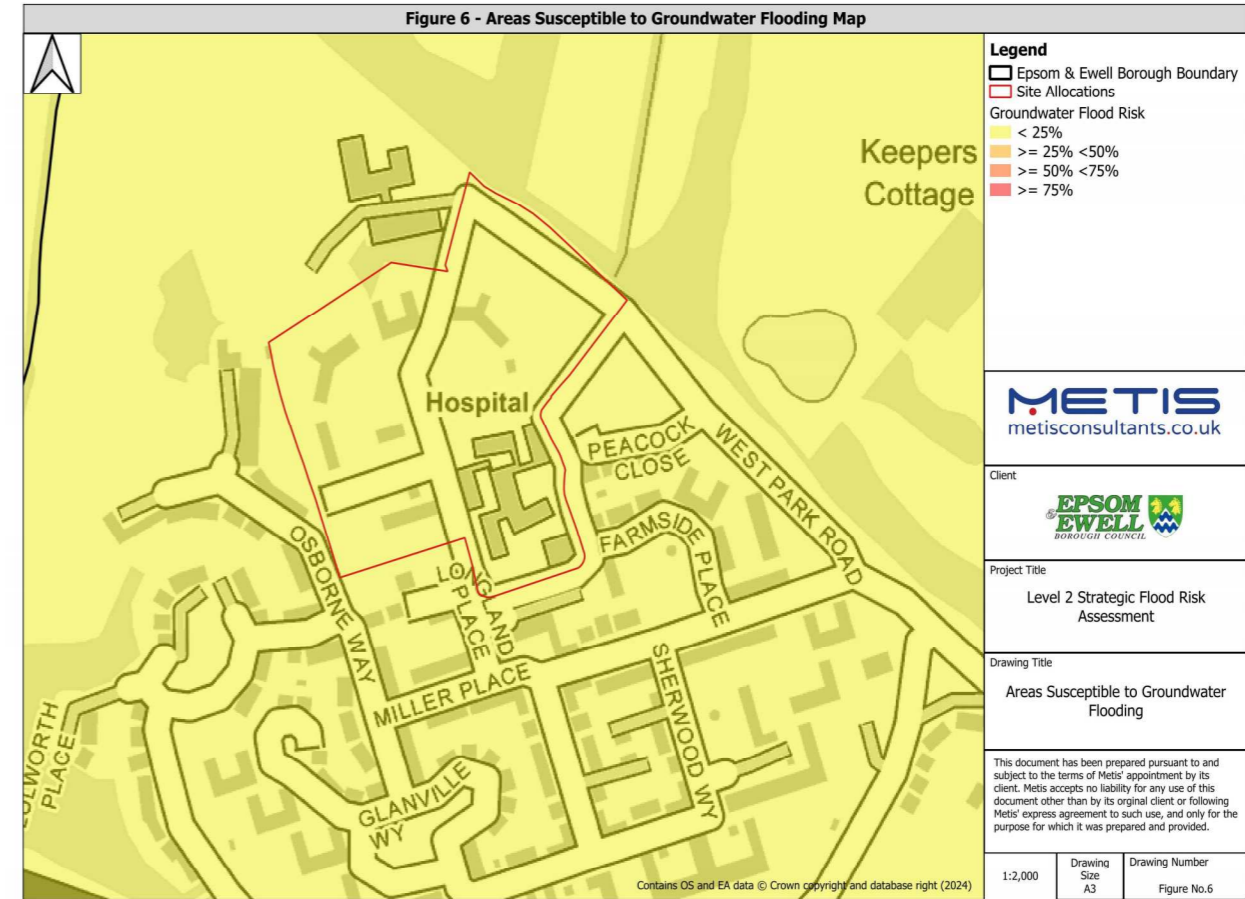 Figure 6 - Areas Susceptible to Groundwater Flooding Map
Keepers
Cottage
Hospital
PEACOCK
CLOSE
WEST PARK ROAD
FARMSIDE PLACE
OSBORNE WAY
LONGLAND
PLACE
MILLER PLACE
SHERWOOD WY
GLANVILLE
WY
PLACE
Contains OS and EA data © Crown copyright and database right (2024)
Legend
Epsom & Ewell Borough Boundary
Site Allocations
Groundwater Flood Risk
< 25%
>= 25% <50%
>= 50% <75%
>= 75%
METIS
metisconsultants.co.uk
Client
EPSOM
& EWELL
BOROUGH COUNCIL
Project Title
Level 2 Strategic Flood Risk
Assessment
Drawing Title
Areas Susceptible to Groundwater
Flooding
This document has been prepared pursuant to and
subject to the terms of Metis' appointment by its
client. Metis accepts no liability for any use of this
document other than by its orginal client or following
Metis' express agreement to such use, and only for the
purpose for which it was prepared and provided.
1:2,000
Drawing
Size
A3
Drawing Number
Figure No.6